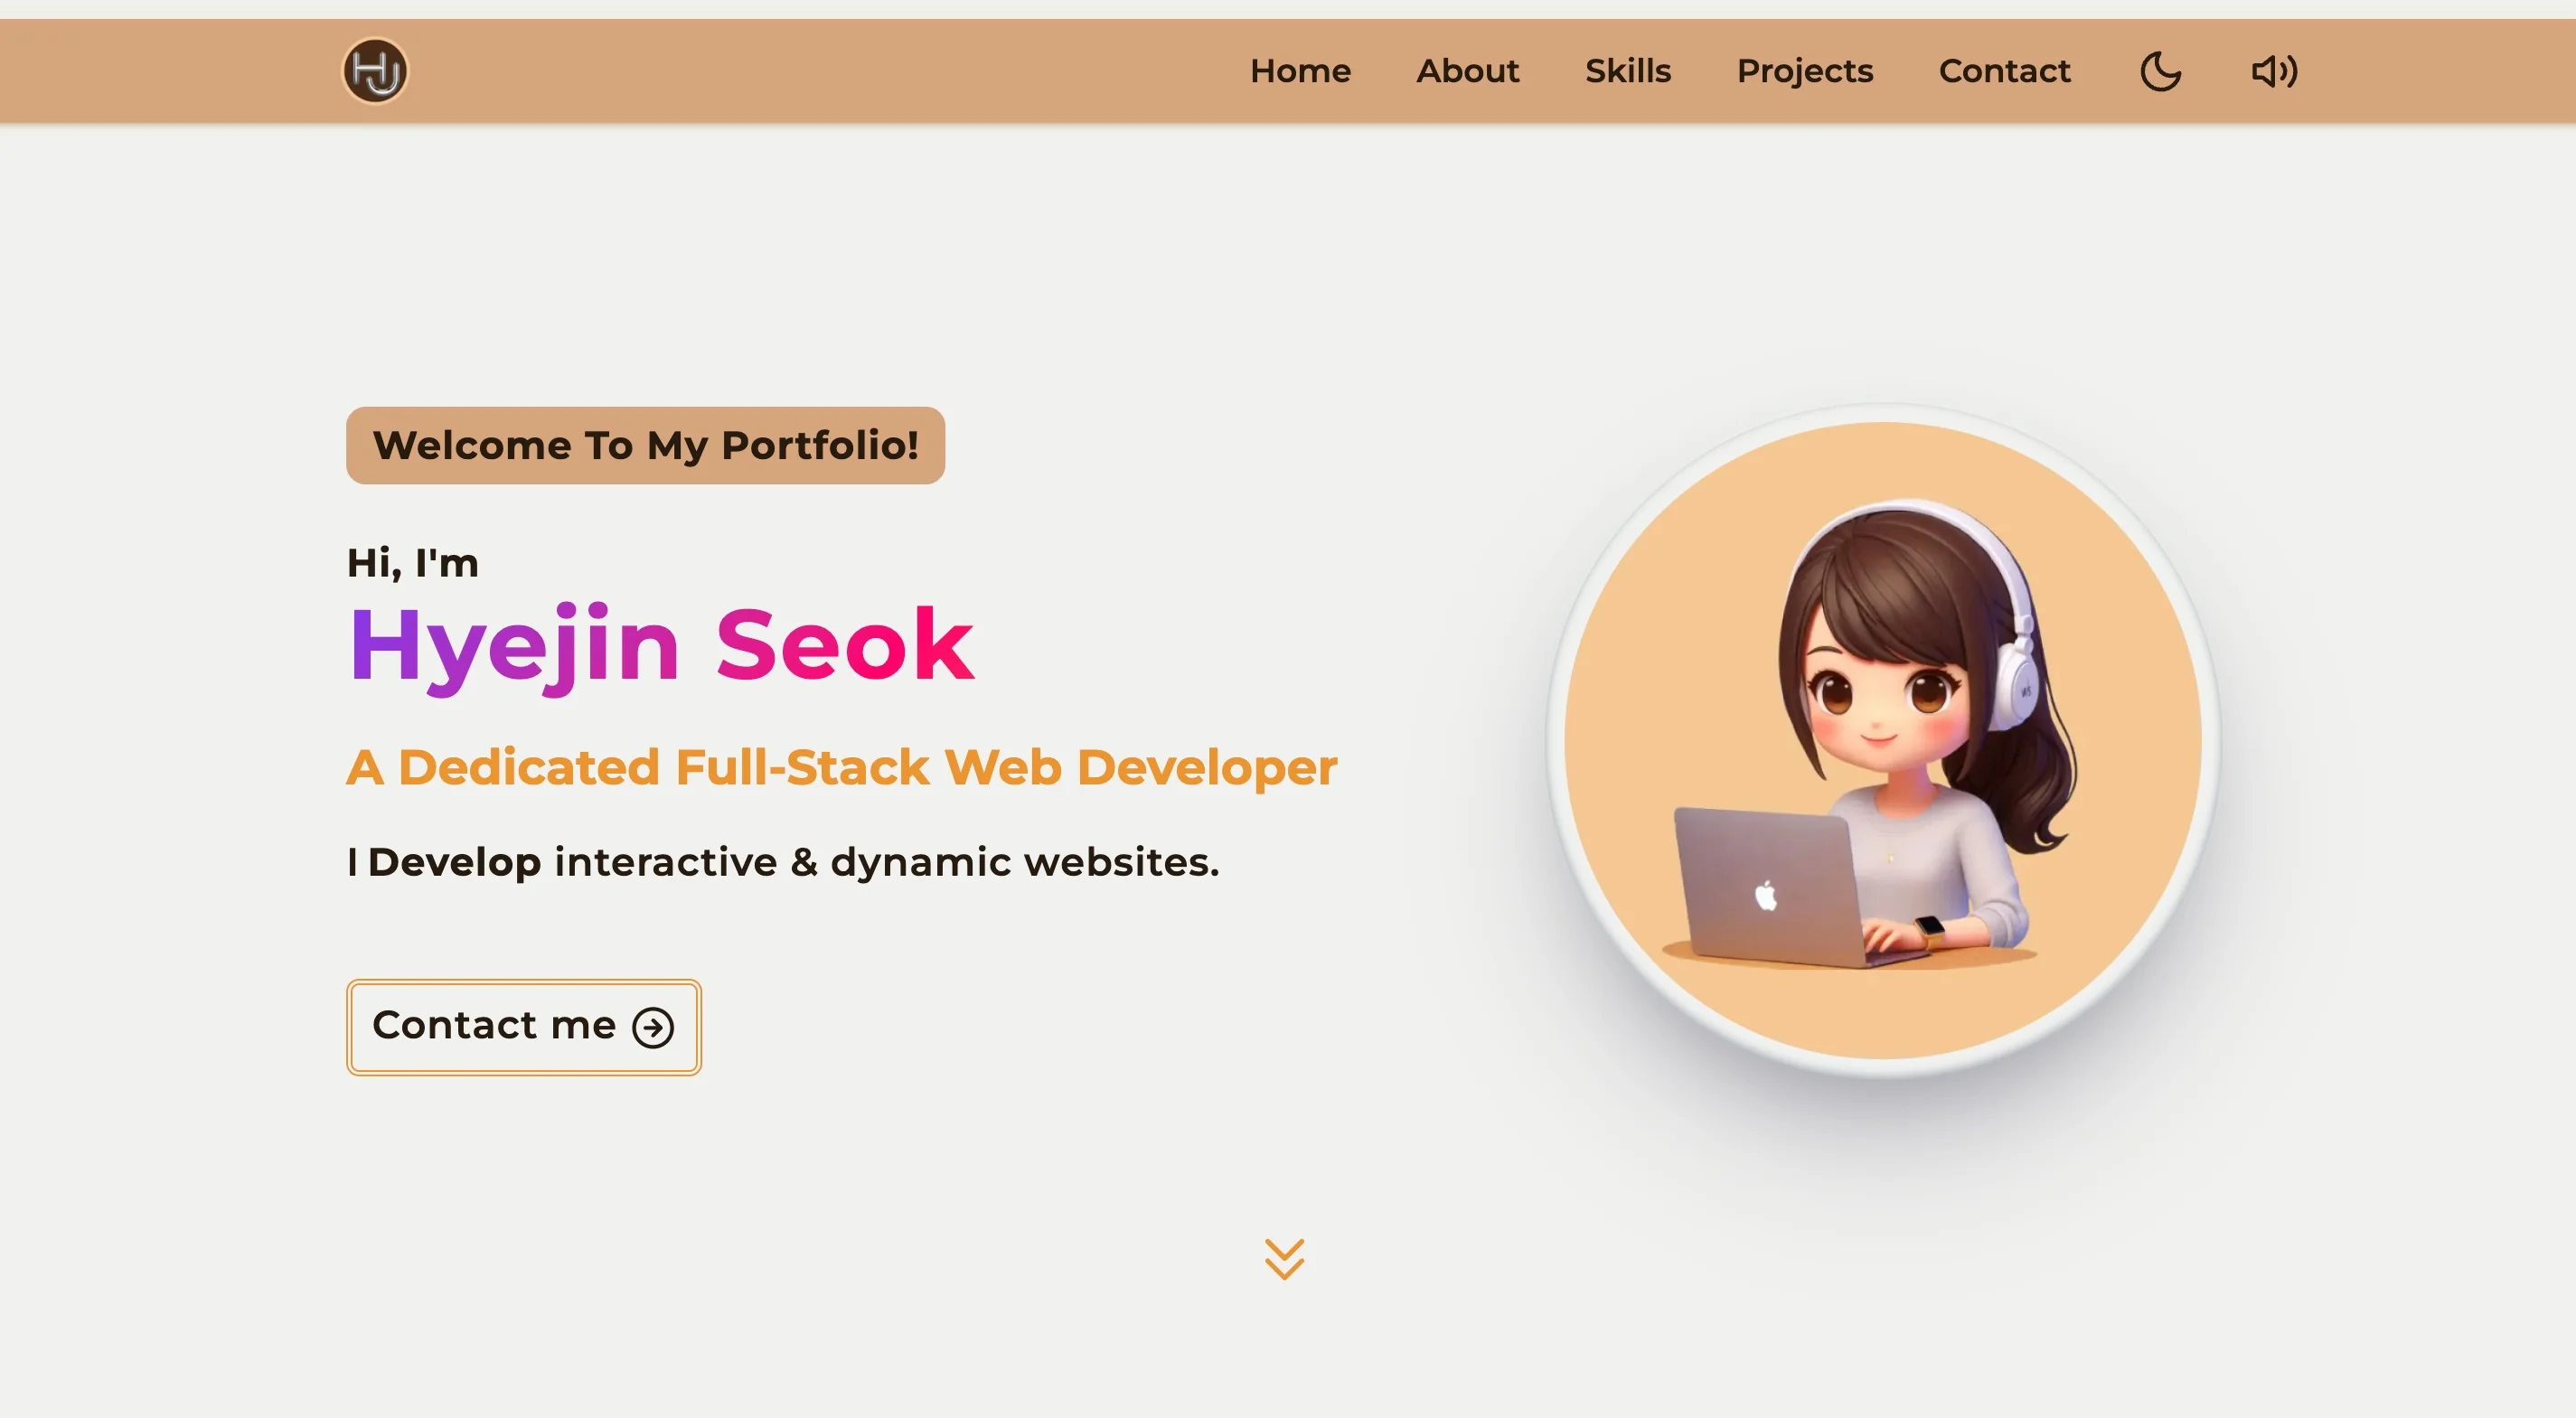 HJ
Home About Skills Projects Contact
Welcome To My Portfolio!
Hi, I'm
Hyejin Seok
A Dedicated Full-Stack Web Developer
I Develop interactive & dynamic websites.
Contact me